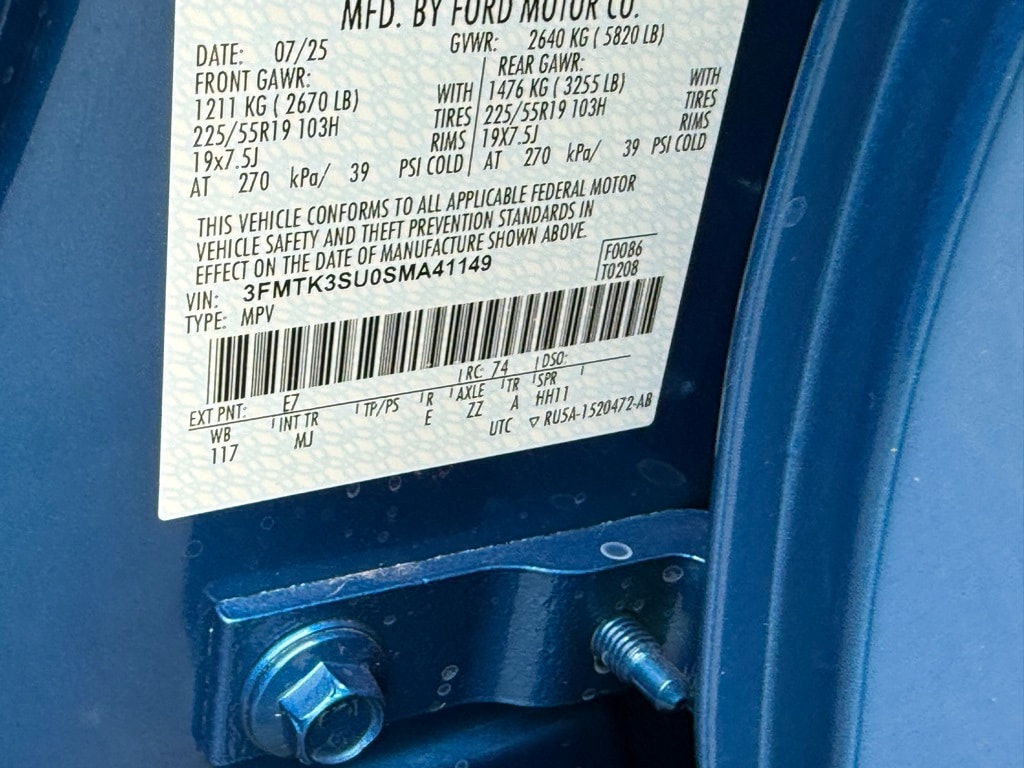 MFD. BY FORD MOTOR CO.
DATE: 07/25 GVWR: 2640 KG ( 5820 LB)
FRONT GAWR: REAR GAWR:
1211 KG ( 2670 LB) WITH 1476 KG ( 3255 LB) WITH
225/55R19 103H TIRES 225/55R19 103H TIRES
19x7.5J RIMS 19X7.5J RIMS
AT 270 kPa/ 39 PSI COLD AT 270 kPa/ 39 PSI COLD
THIS VEHICLE CONFORMS TO ALL APPLICABLE FEDERAL MOTOR
VEHICLE SAFETY AND THEFT PREVENTION STANDARDS IN
EFFECT ON THE DATE OF MANUFACTURE SHOWN ABOVE.
F0086
VIN: 3FMTK3SU0SMA41149 T0208
TYPE: MPV
EXT PNT: E7 RC: 74 DSO:
WB INT TR TP/PS R AXLE TR SPR
117 MJ E ZZ A HH11
UTC ▽ RU5A-1520472-AB